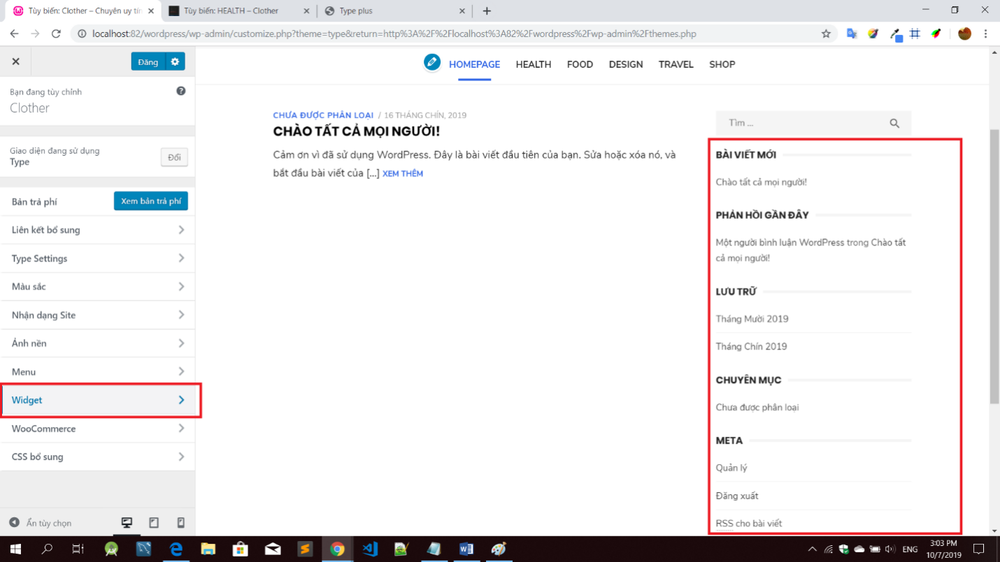 Tùy biến: Clother – Chuyên uy tín
Tùy biến: HEALTH – Clother
Type plus
localhost:82/wordpress/wp-admin/customize.php?theme=type&return=http%3A%2F%2Flocalhost%3A82%2Fwordpress%2Fwp-admin%2Fthemes.php
Đăng
Bạn đang tùy chỉnh
Clother
Giao diện đang sử dụng
Type
Đổi
Bản trả phí
Xem bản trả phí
Liên kết bổ sung
Type Settings
Màu sắc
Nhận dạng Site
Ảnh nền
Menu
Widget
WooCommerce
CSS bổ sung
Ẩn tùy chọn
HOMEPAGE HEALTH FOOD DESIGN TRAVEL SHOP
CHƯA ĐƯỢC PHÂN LOẠI / 16 THÁNG CHÍN, 2019
CHÀO TẤT CẢ MỌI NGƯỜI!
Cảm ơn vì đã sử dụng WordPress. Đây là bài viết đầu tiên của bạn. Sửa hoặc xóa nó, và
bắt đầu bài viết của [...] XEM THÊM
Tìm ...
BÀI VIẾT MỚI
Chào tất cả mọi người!
PHẢN HỒI GẦN ĐÂY
Một người bình luận WordPress trong Chào tất
cả mọi người!
LƯU TRỮ
Tháng Mười 2019
Tháng Chín 2019
CHUYÊN MỤC
Chưa được phân loại
META
Quản lý
Đăng xuất
RSS cho bài viết
ENG
3:03 PM
10/7/2019